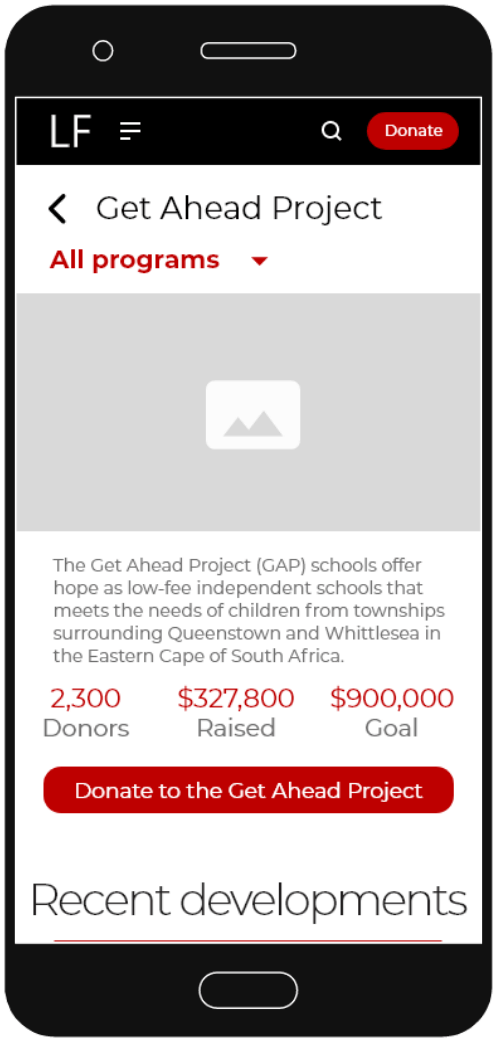 LF
Donate
Get Ahead Project
All programs
The Get Ahead Project (GAP) schools offer
hope as low-fee independent schools that
meets the needs of children from townships
surrounding Queenstown and Whittlesea in
the Eastern Cape of South Africa.
2,300 $327,800 $900,000
Donors Raised Goal
Donate to the Get Ahead Project
Recent developments